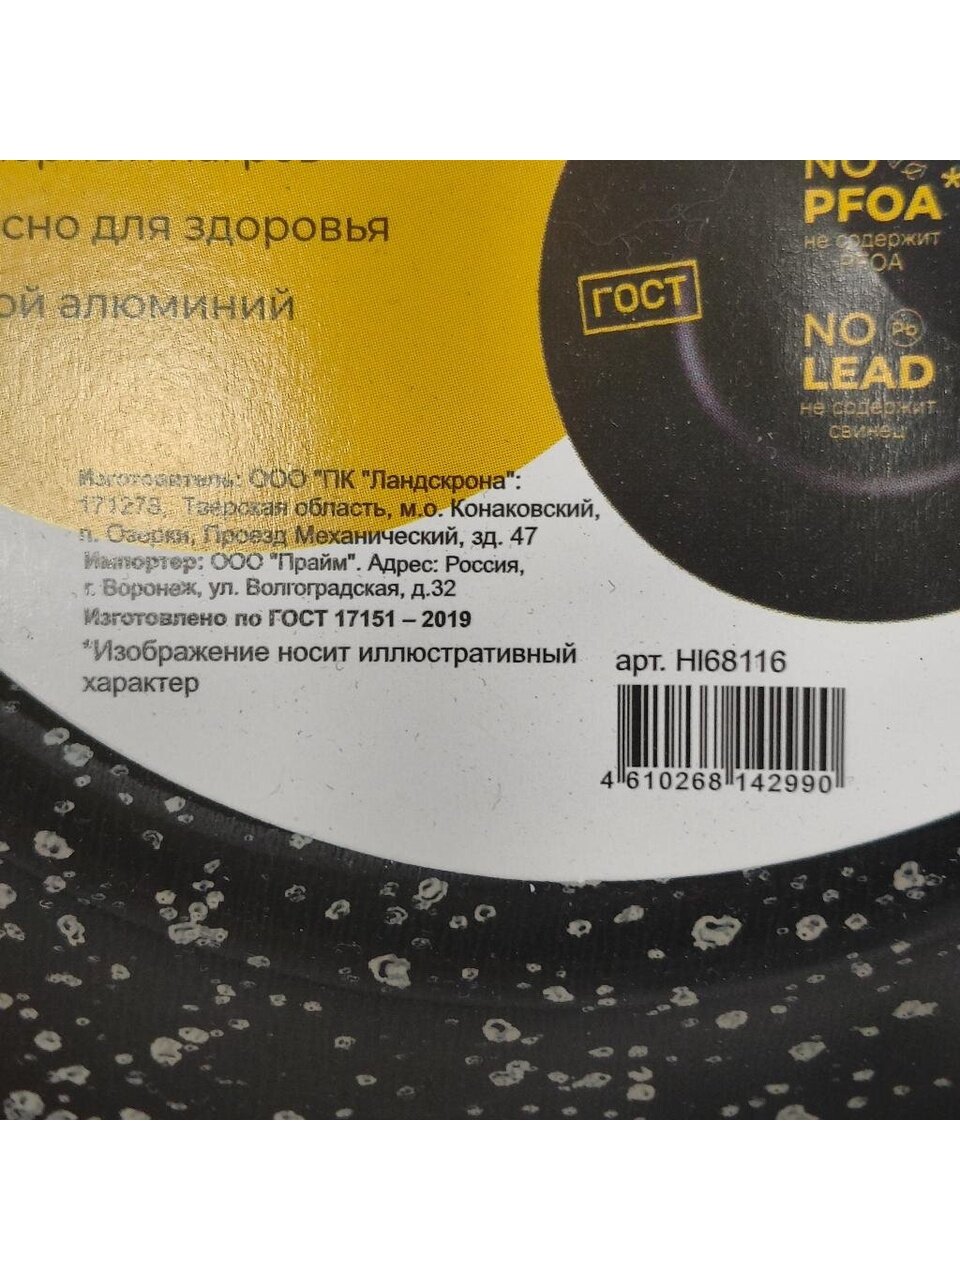 сно для здоровья
ой алюминий
ГОСТ
NO
PFOA*
не содержит
PFOA
NO Pb
LEAD
не содержит
свинец
Изготовитель: ООО "ПК "Ландскрона":
171278, Тверская область, м.о. Конаковский,
п. Озерки, Проезд Механический, зд. 47
Импортер: ООО "Прайм". Адрес: Россия,
г. Воронеж, ул. Волгоградская, д.32
Изготовлено по ГОСТ 17151 – 2019
*Изображение носит иллюстративный
характер
арт. HI68116
4 610268 142990